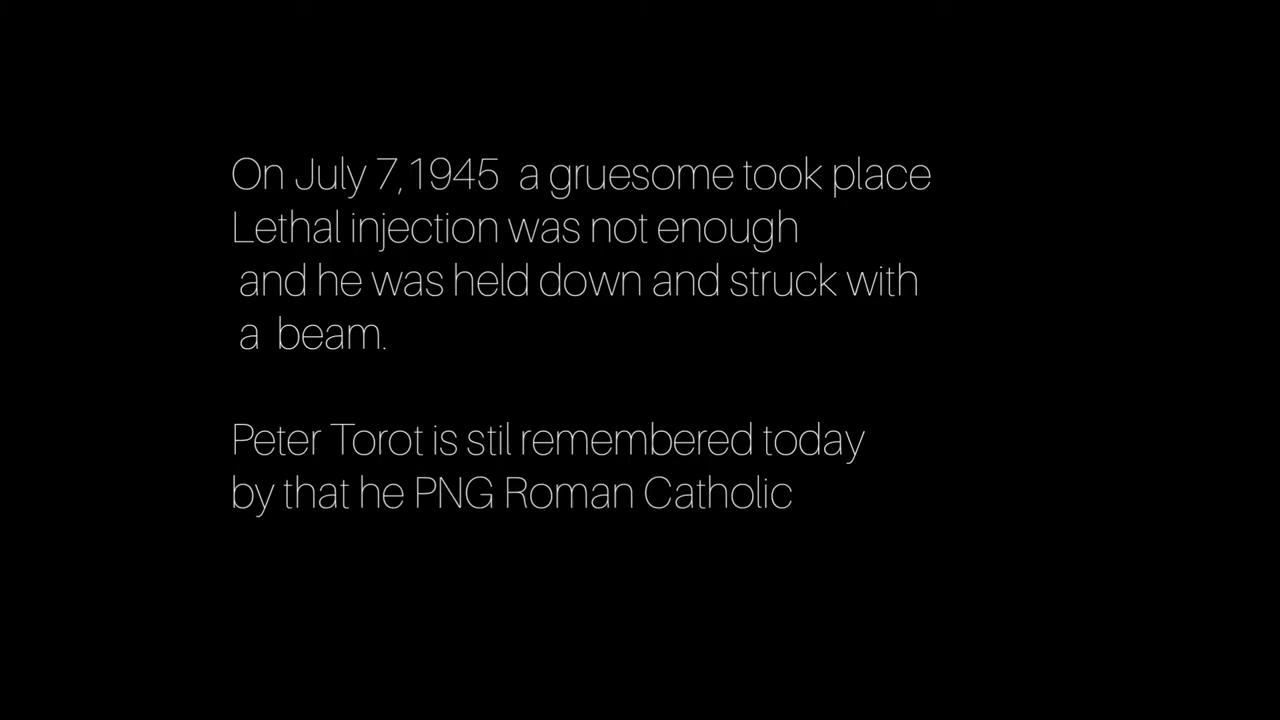 On July 7,1945 a gruesome took place
Lethal injection was not enough
and he was held down and struck with
a beam.
Peter Torot is stil remembered today
by that he PNG Roman Catholic